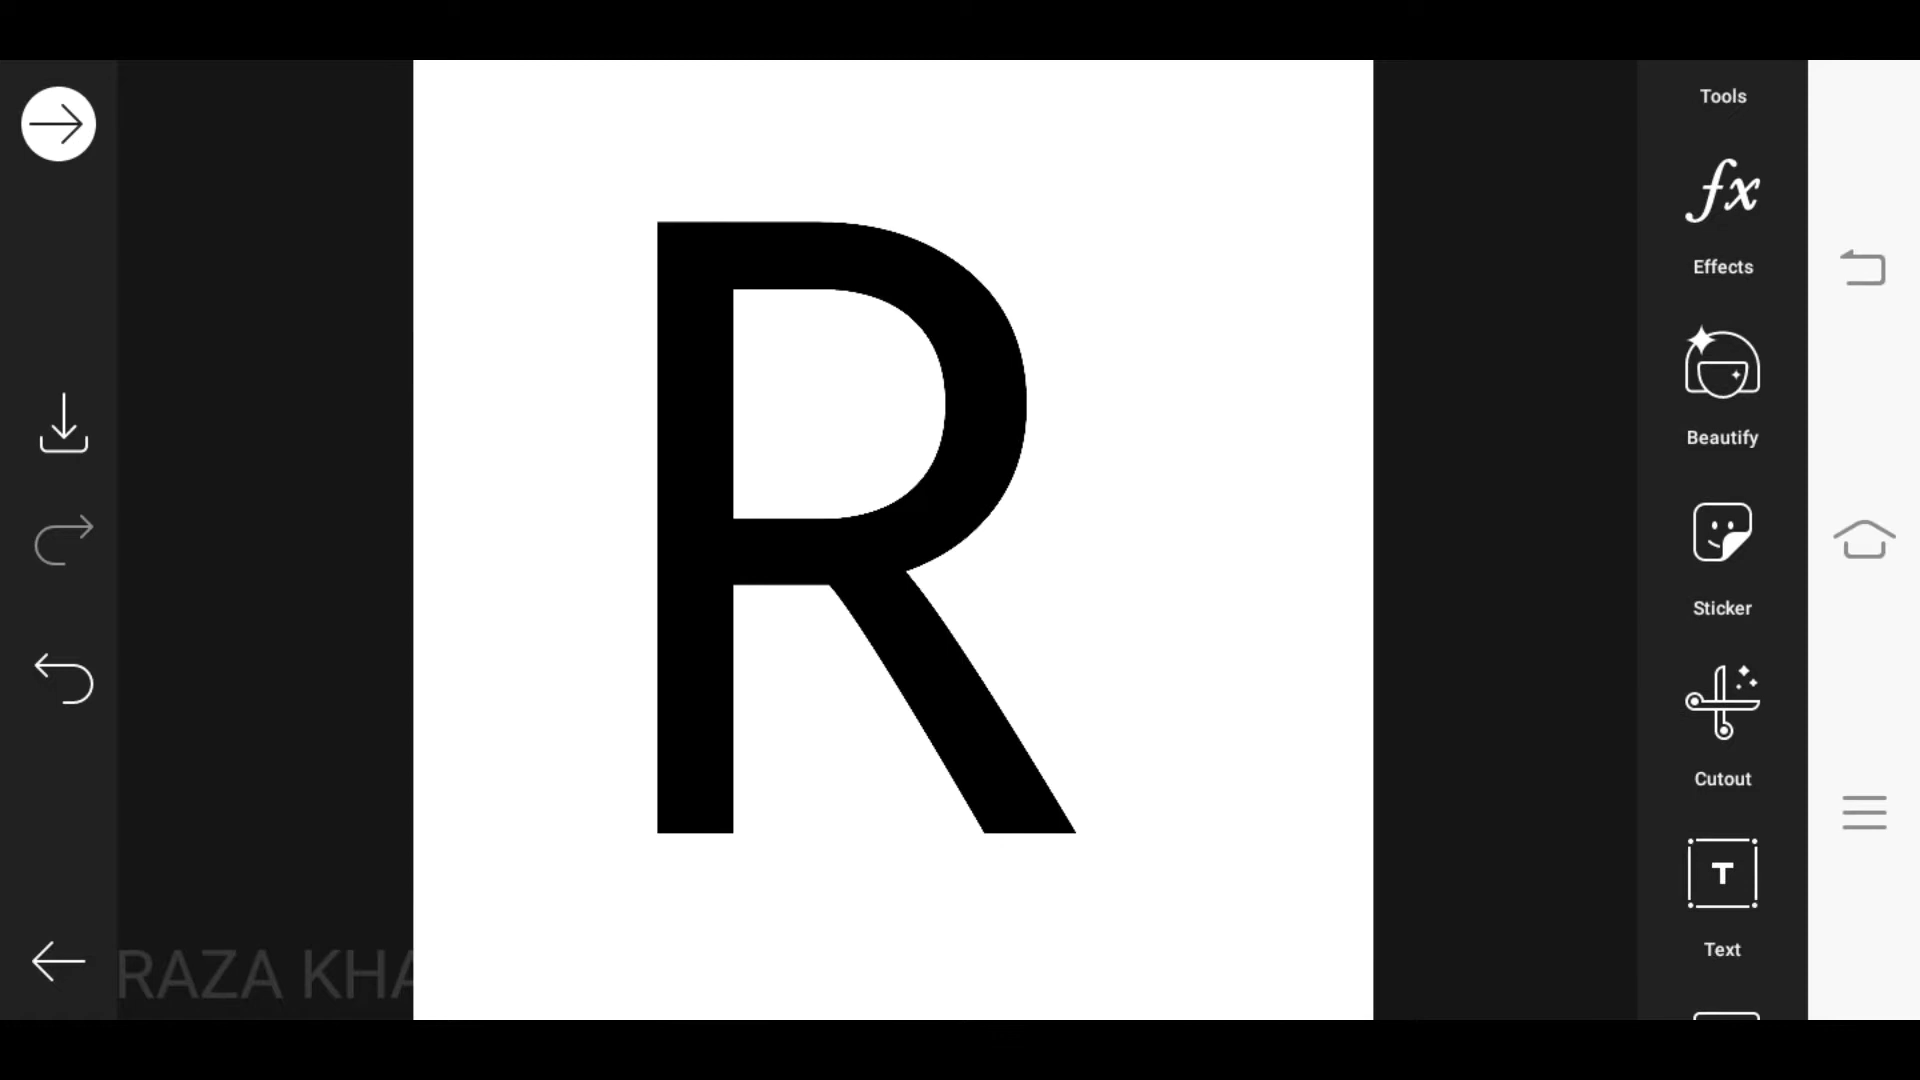 Tools
fx
Effects
Beautify
Sticker
Cutout
T
Text
R
RAZA KHA